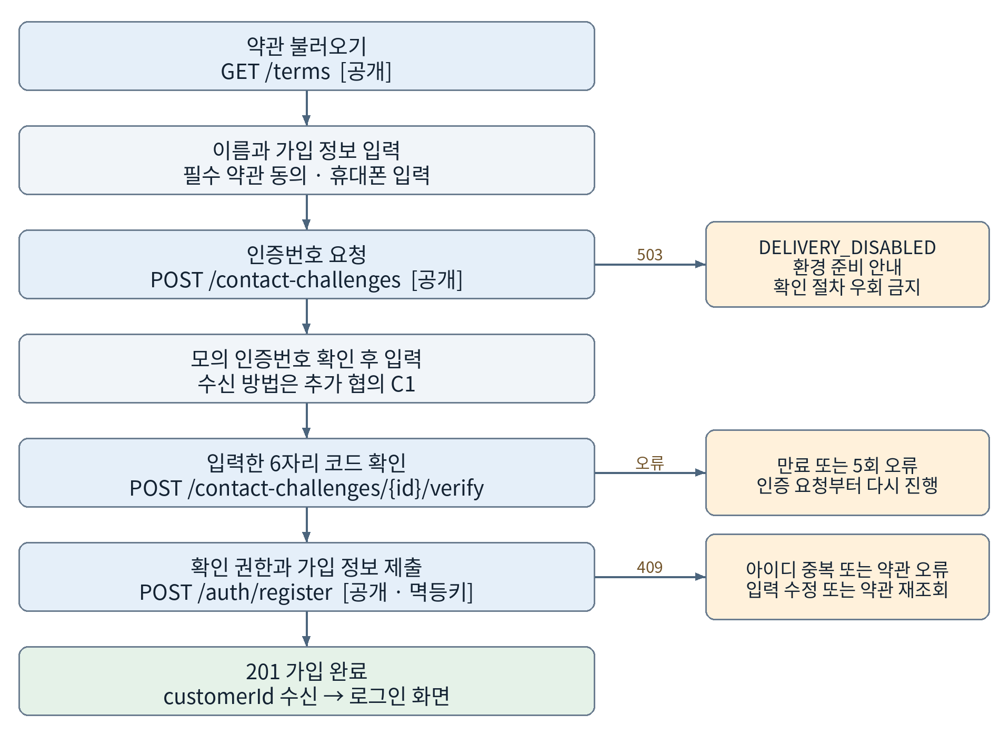 약관 불러오기
GET /terms [공개]
이름과 가입 정보 입력
필수 약관 동의 · 휴대폰 입력
인증번호 요청
POST /contact-challenges [공개]
503
DELIVERY_DISABLED
환경 준비 안내
확인 절차 우회 금지
모의 인증번호 확인 후 입력
수신 방법은 추가 협의 C1
입력한 6자리 코드 확인
POST /contact-challenges/{id}/verify
오류
만료 또는 5회 오류
인증 요청부터 다시 진행
확인 권한과 가입 정보 제출
POST /auth/register [공개 · 멱등키]
409
아이디 중복 또는 약관 오류
입력 수정 또는 약관 재조회
201 가입 완료
customerId 수신 → 로그인 화면